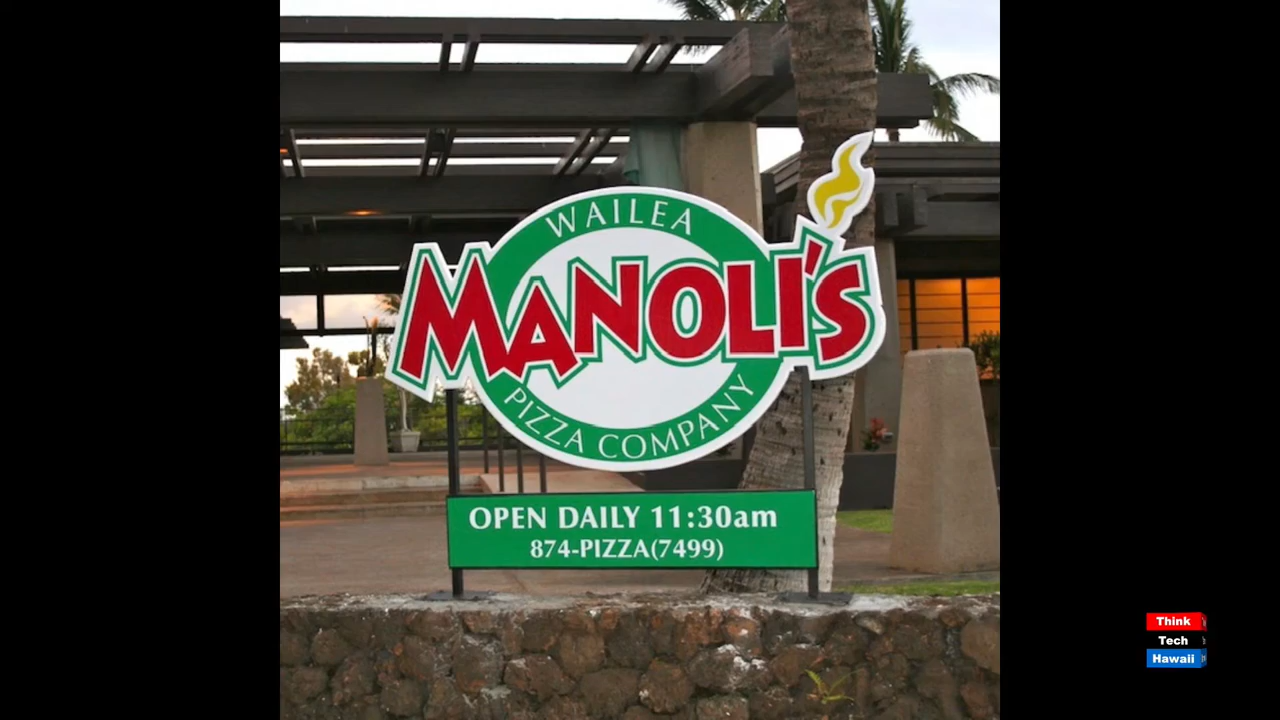 WAILEA
MANOLI'S
PIZZA COMPANY
OPEN DAILY 11:30am
874-PIZZA(7499)
Think
Tech
Hawaii